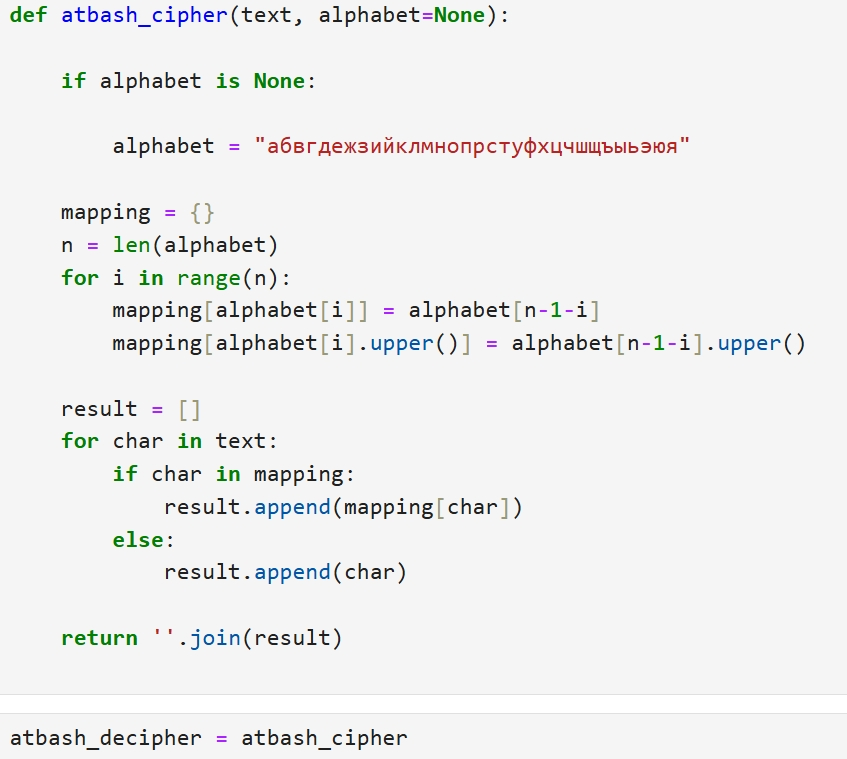 def atbash_cipher(text, alphabet=None):
    if alphabet is None:
        alphabet = "абвгдежзийклмнопрстуфхцчшщъыьэюя"
    mapping = {}
    n = len(alphabet)
    for i in range(n):
        mapping[alphabet[i]] = alphabet[n-1-i]
        mapping[alphabet[i].upper()] = alphabet[n-1-i].upper()
    result = []
    for char in text:
        if char in mapping:
            result.append(mapping[char])
        else:
            result.append(char)
    return ''.join(result)
atbash_decipher = atbash_cipher